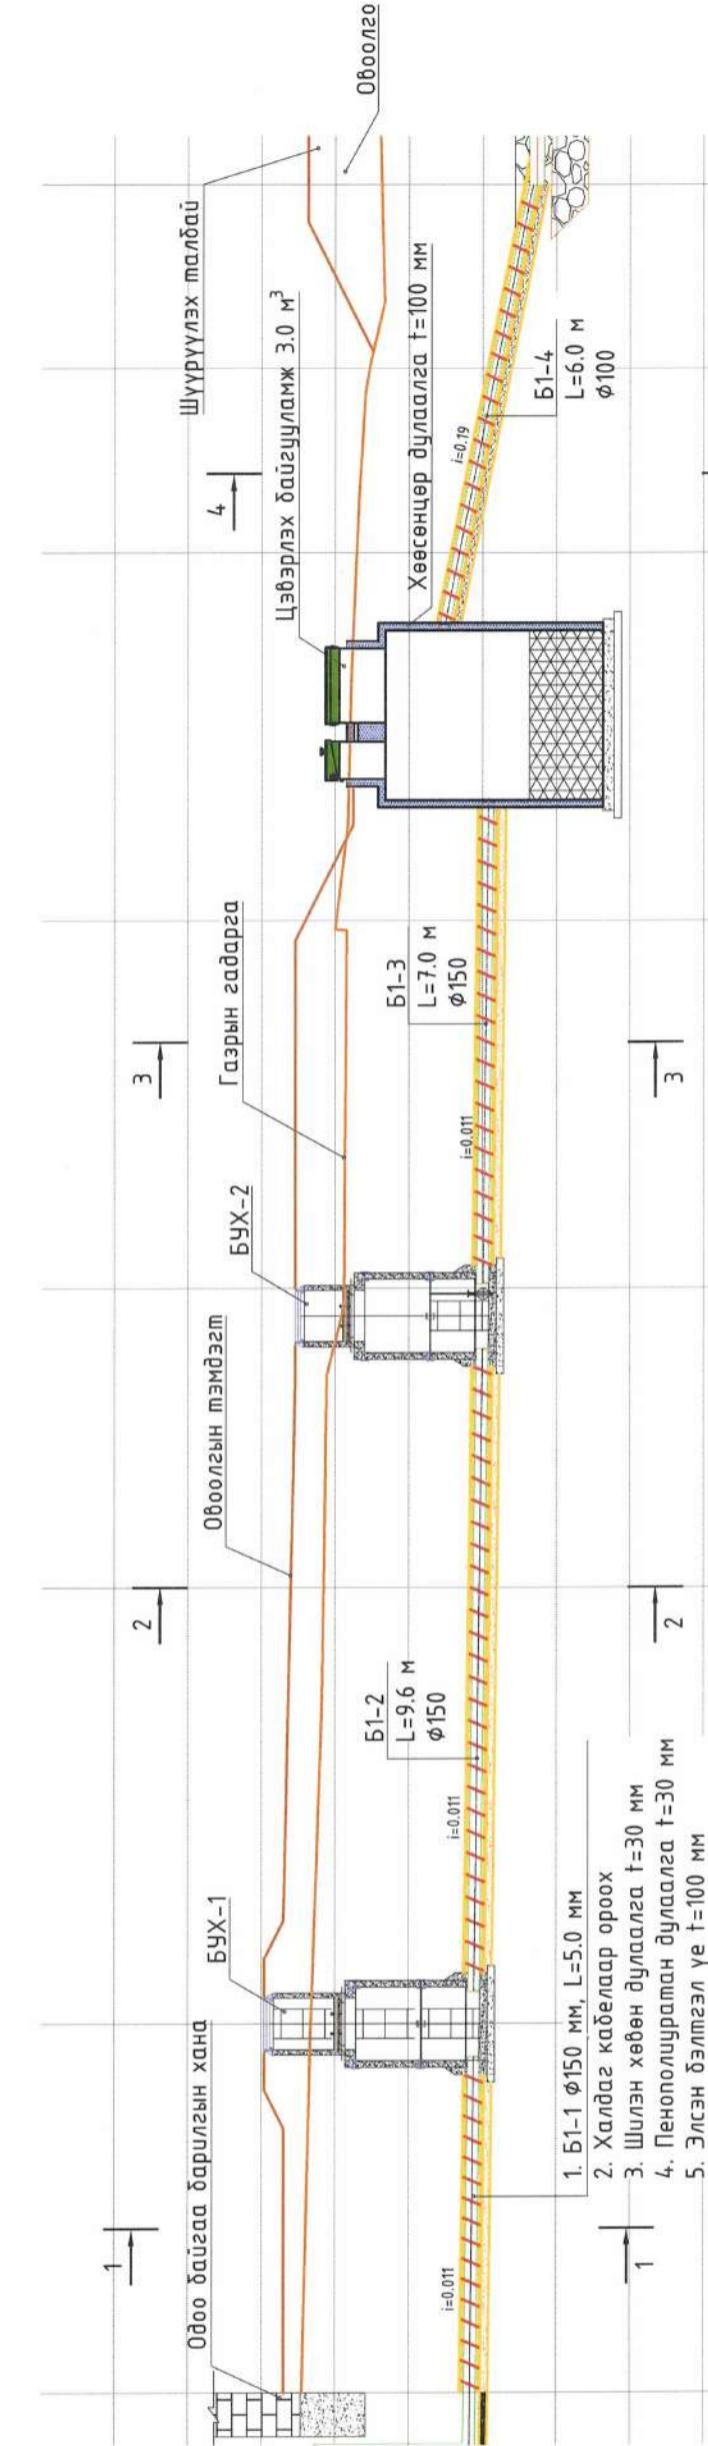 Одоо байгаа барилгын хана
БУХ-1
Овоолгын тэмдэгт
БУХ-2
Газрын гадарга
Цэвэрлэх байгууламж 3.0 м³
Хөөсөнцөр дулаалга t=100 мм
Шүүрүүлэх талбай
Овоолго
1
2
3
4
i=0.011
i=0.011
Б1-2
L=9.6 м
ф150
i=0.011
Б1-3
L=7.0 м
ф150
i=0.19
Б1-4
L=6.0 м
ф100
1. Б1-1 ф150 мм, L=5.0 мм
2. Халдаг кабелаар ороох
3. Шилэн хөвөн дулаалга t=30 мм
4. Пенополиуратан дулаалга t=30 мм
5. Элсэн бэлтгэл үе t=100 мм
1
2
3